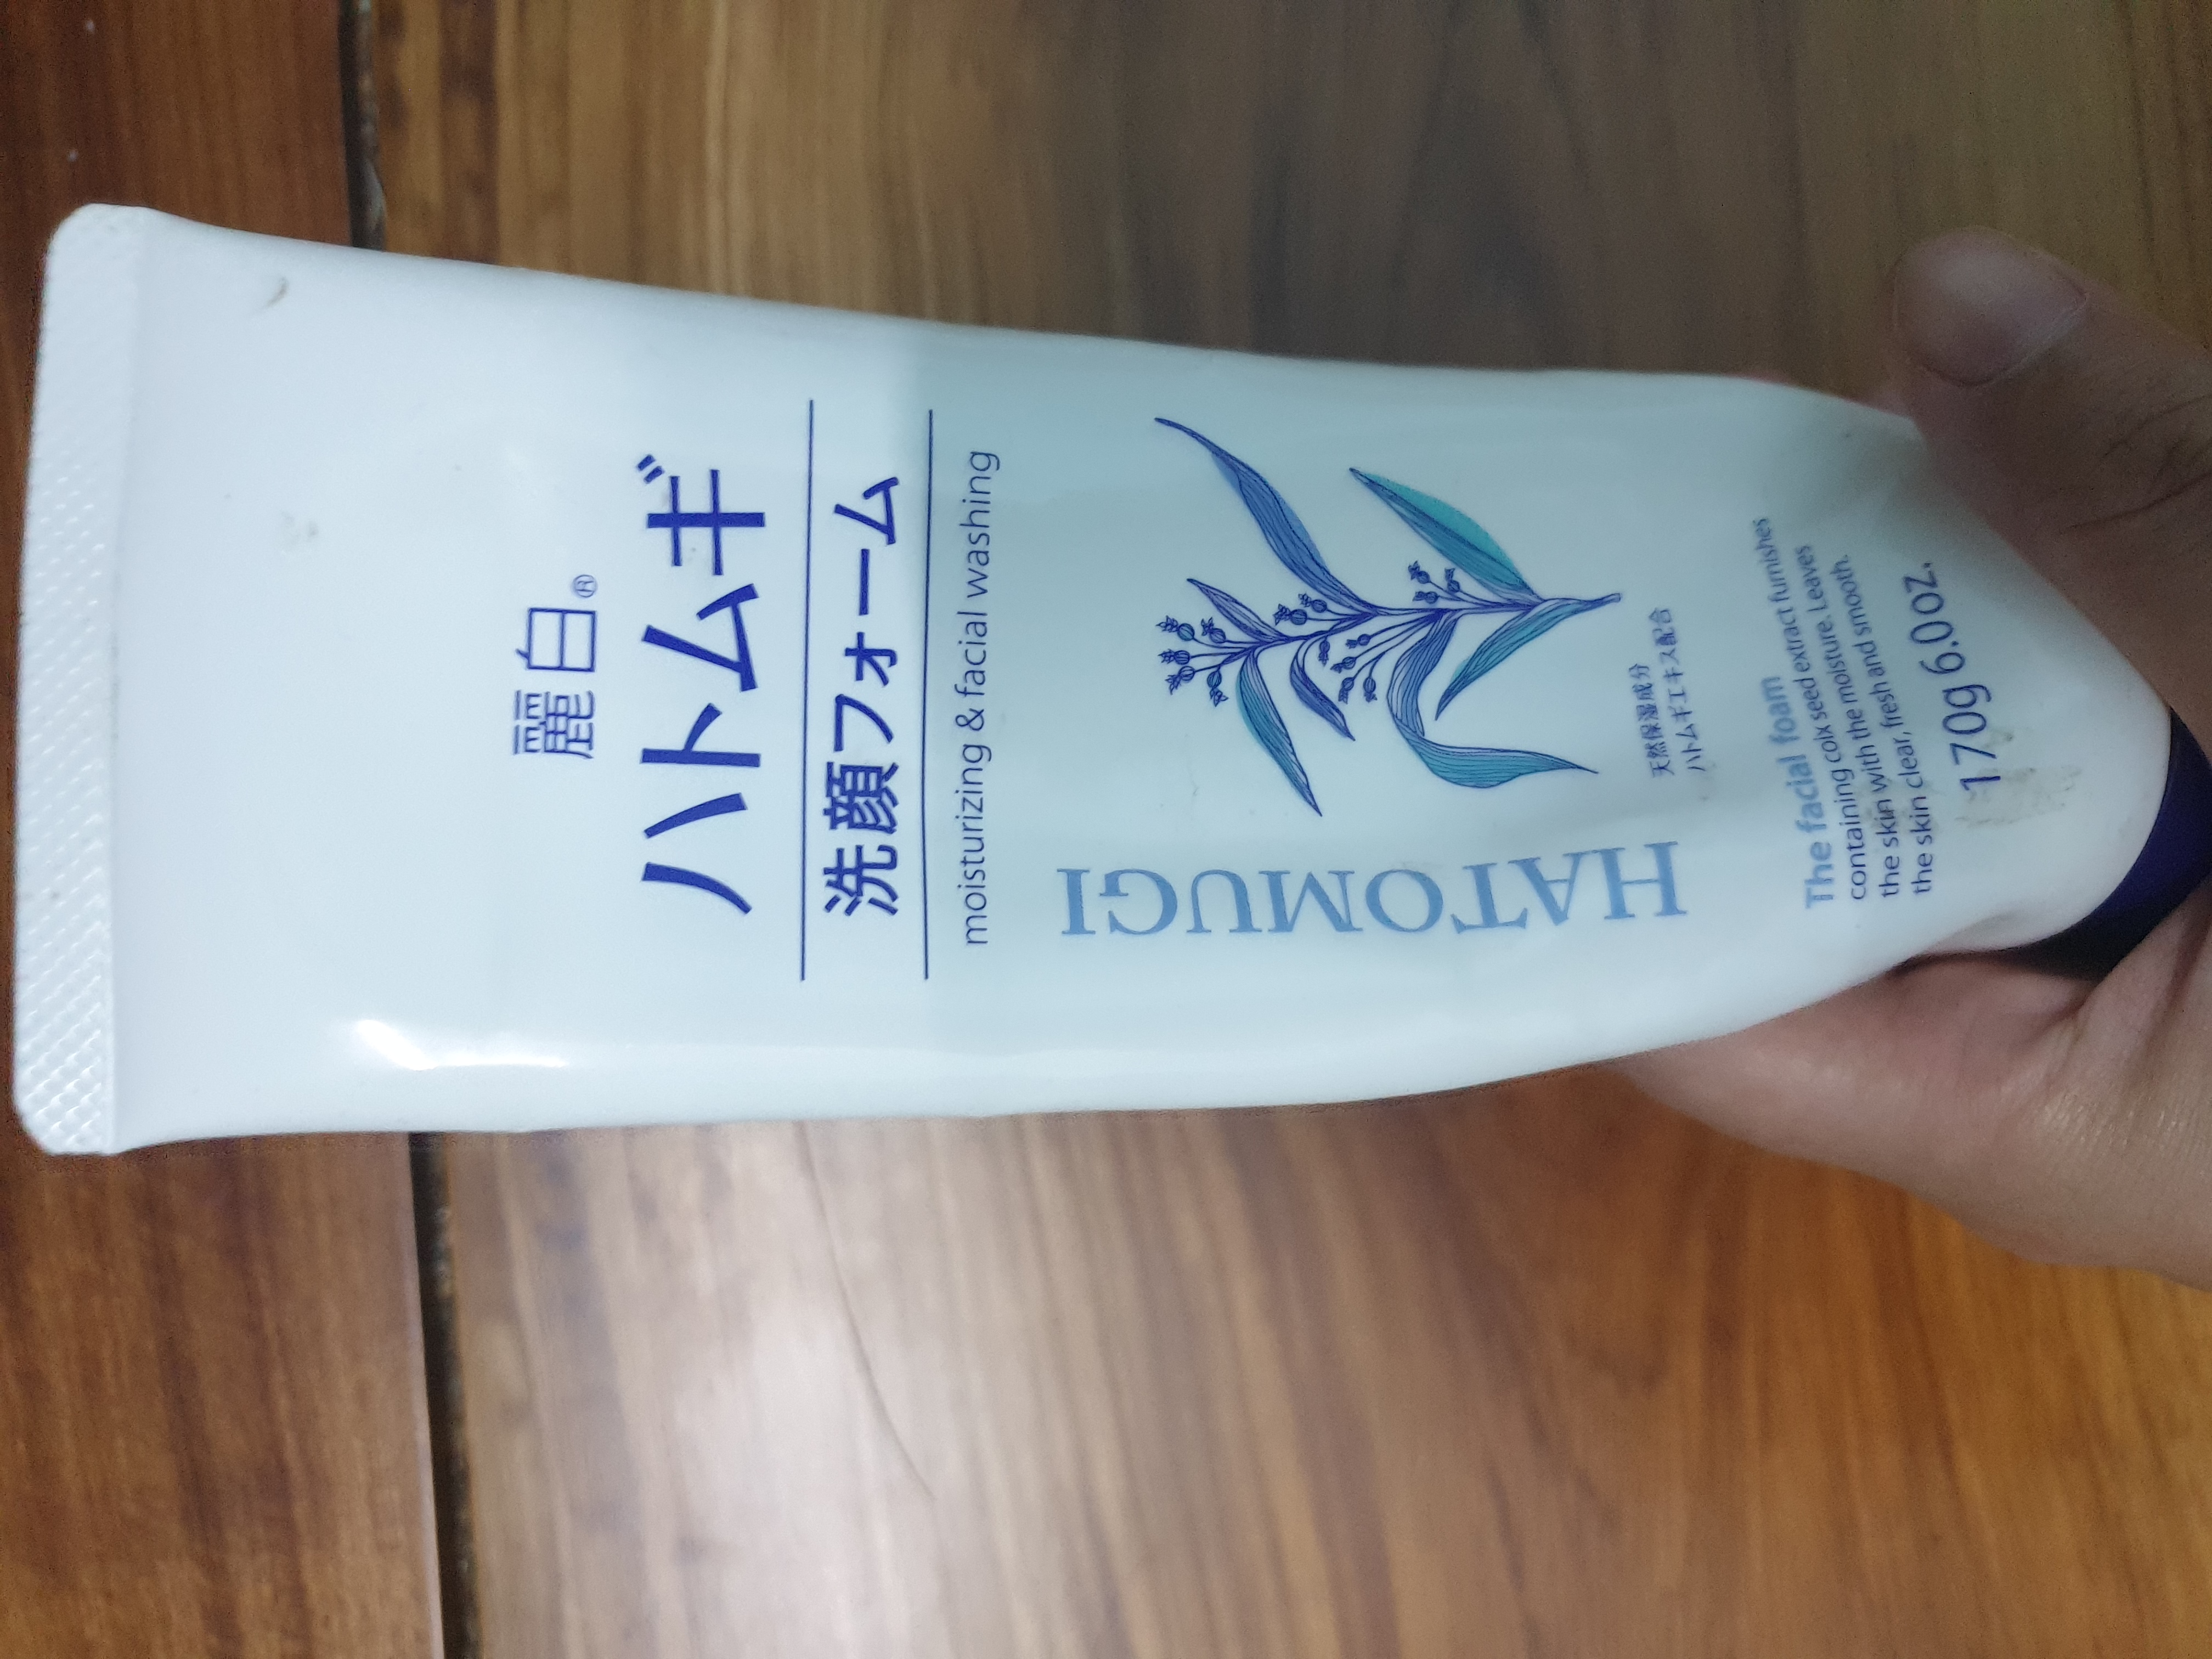 麗白®
ハトムギ
洗顔フォーム
moisturizing & facial washing
HATOMUGI
天然保湿成分
ハトムギエキス配合
The facial foam
containing coix seed extract furnishes
the skin with the moisture. Leaves
the skin clear, fresh and smooth.
170g 6.0 oz.